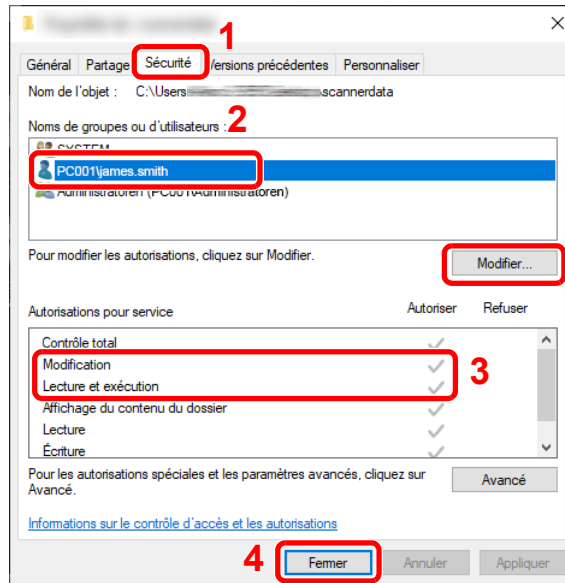 1
Général Partage Sécurité Versions précédentes Personnaliser
Nom de l'objet : C:\Users scannerdata
Noms de groupes ou d'utilisateurs : 2
SYSTEM
PC001\james.smith
Administratoren (PC001\Administratoren)
Pour modifier les autorisations, cliquez sur Modifier.
Modifier...
Autorisations pour service Autoriser Refuser
Contrôle total
Modification
3
Lecture et exécution
Affichage du contenu du dossier
Lecture
Écriture
Pour les autorisations spéciales et les paramètres avancés, cliquez sur
Avancé.
Avancé
Informations sur le contrôle d'accès et les autorisations
4 Fermer Annuler Appliquer